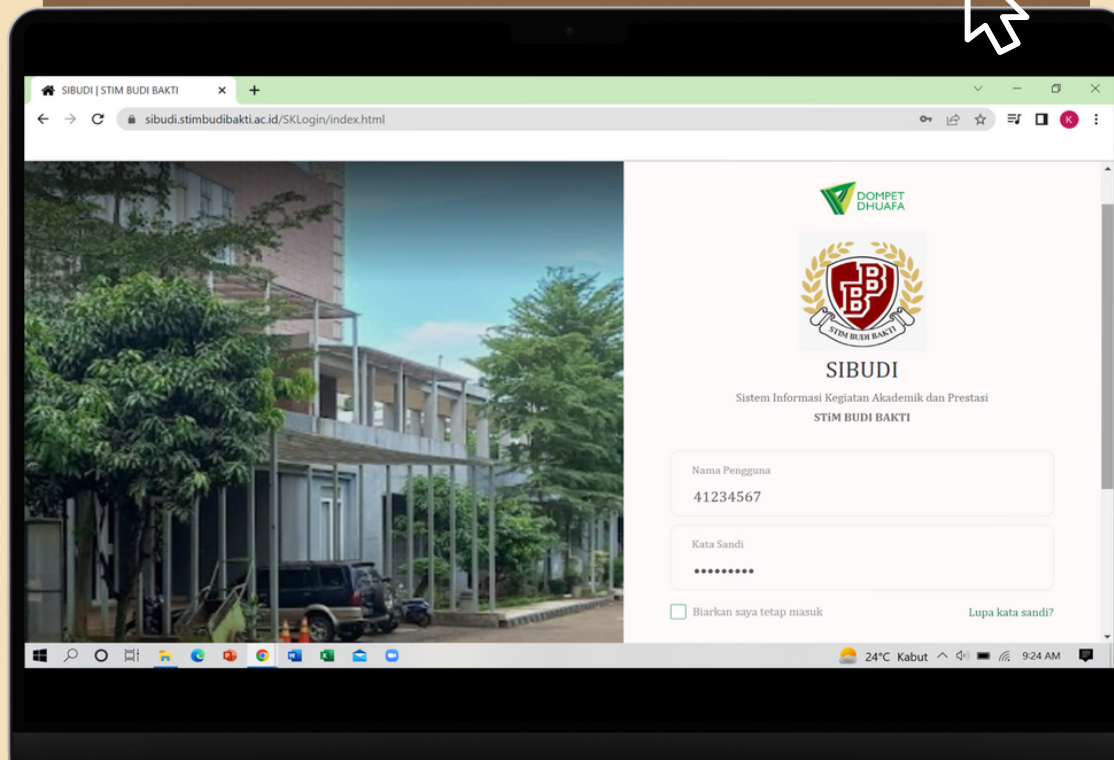 SIBUDI | STIM BUDI BAKTI
sibudi.stimbudibakti.ac.id/SKLogin/index.html
K
DOMPET
DHUAFA
BB
STIM BUDI BAKTI
SIBUDI
Sistem Informasi Kegiatan Akademik dan Prestasi
STiM BUDI BAKTI
Nama Pengguna
41234567
Kata Sandi
•••••••••
Biarkan saya tetap masuk
Lupa kata sandi?
24°C Kabut
9:24 AM